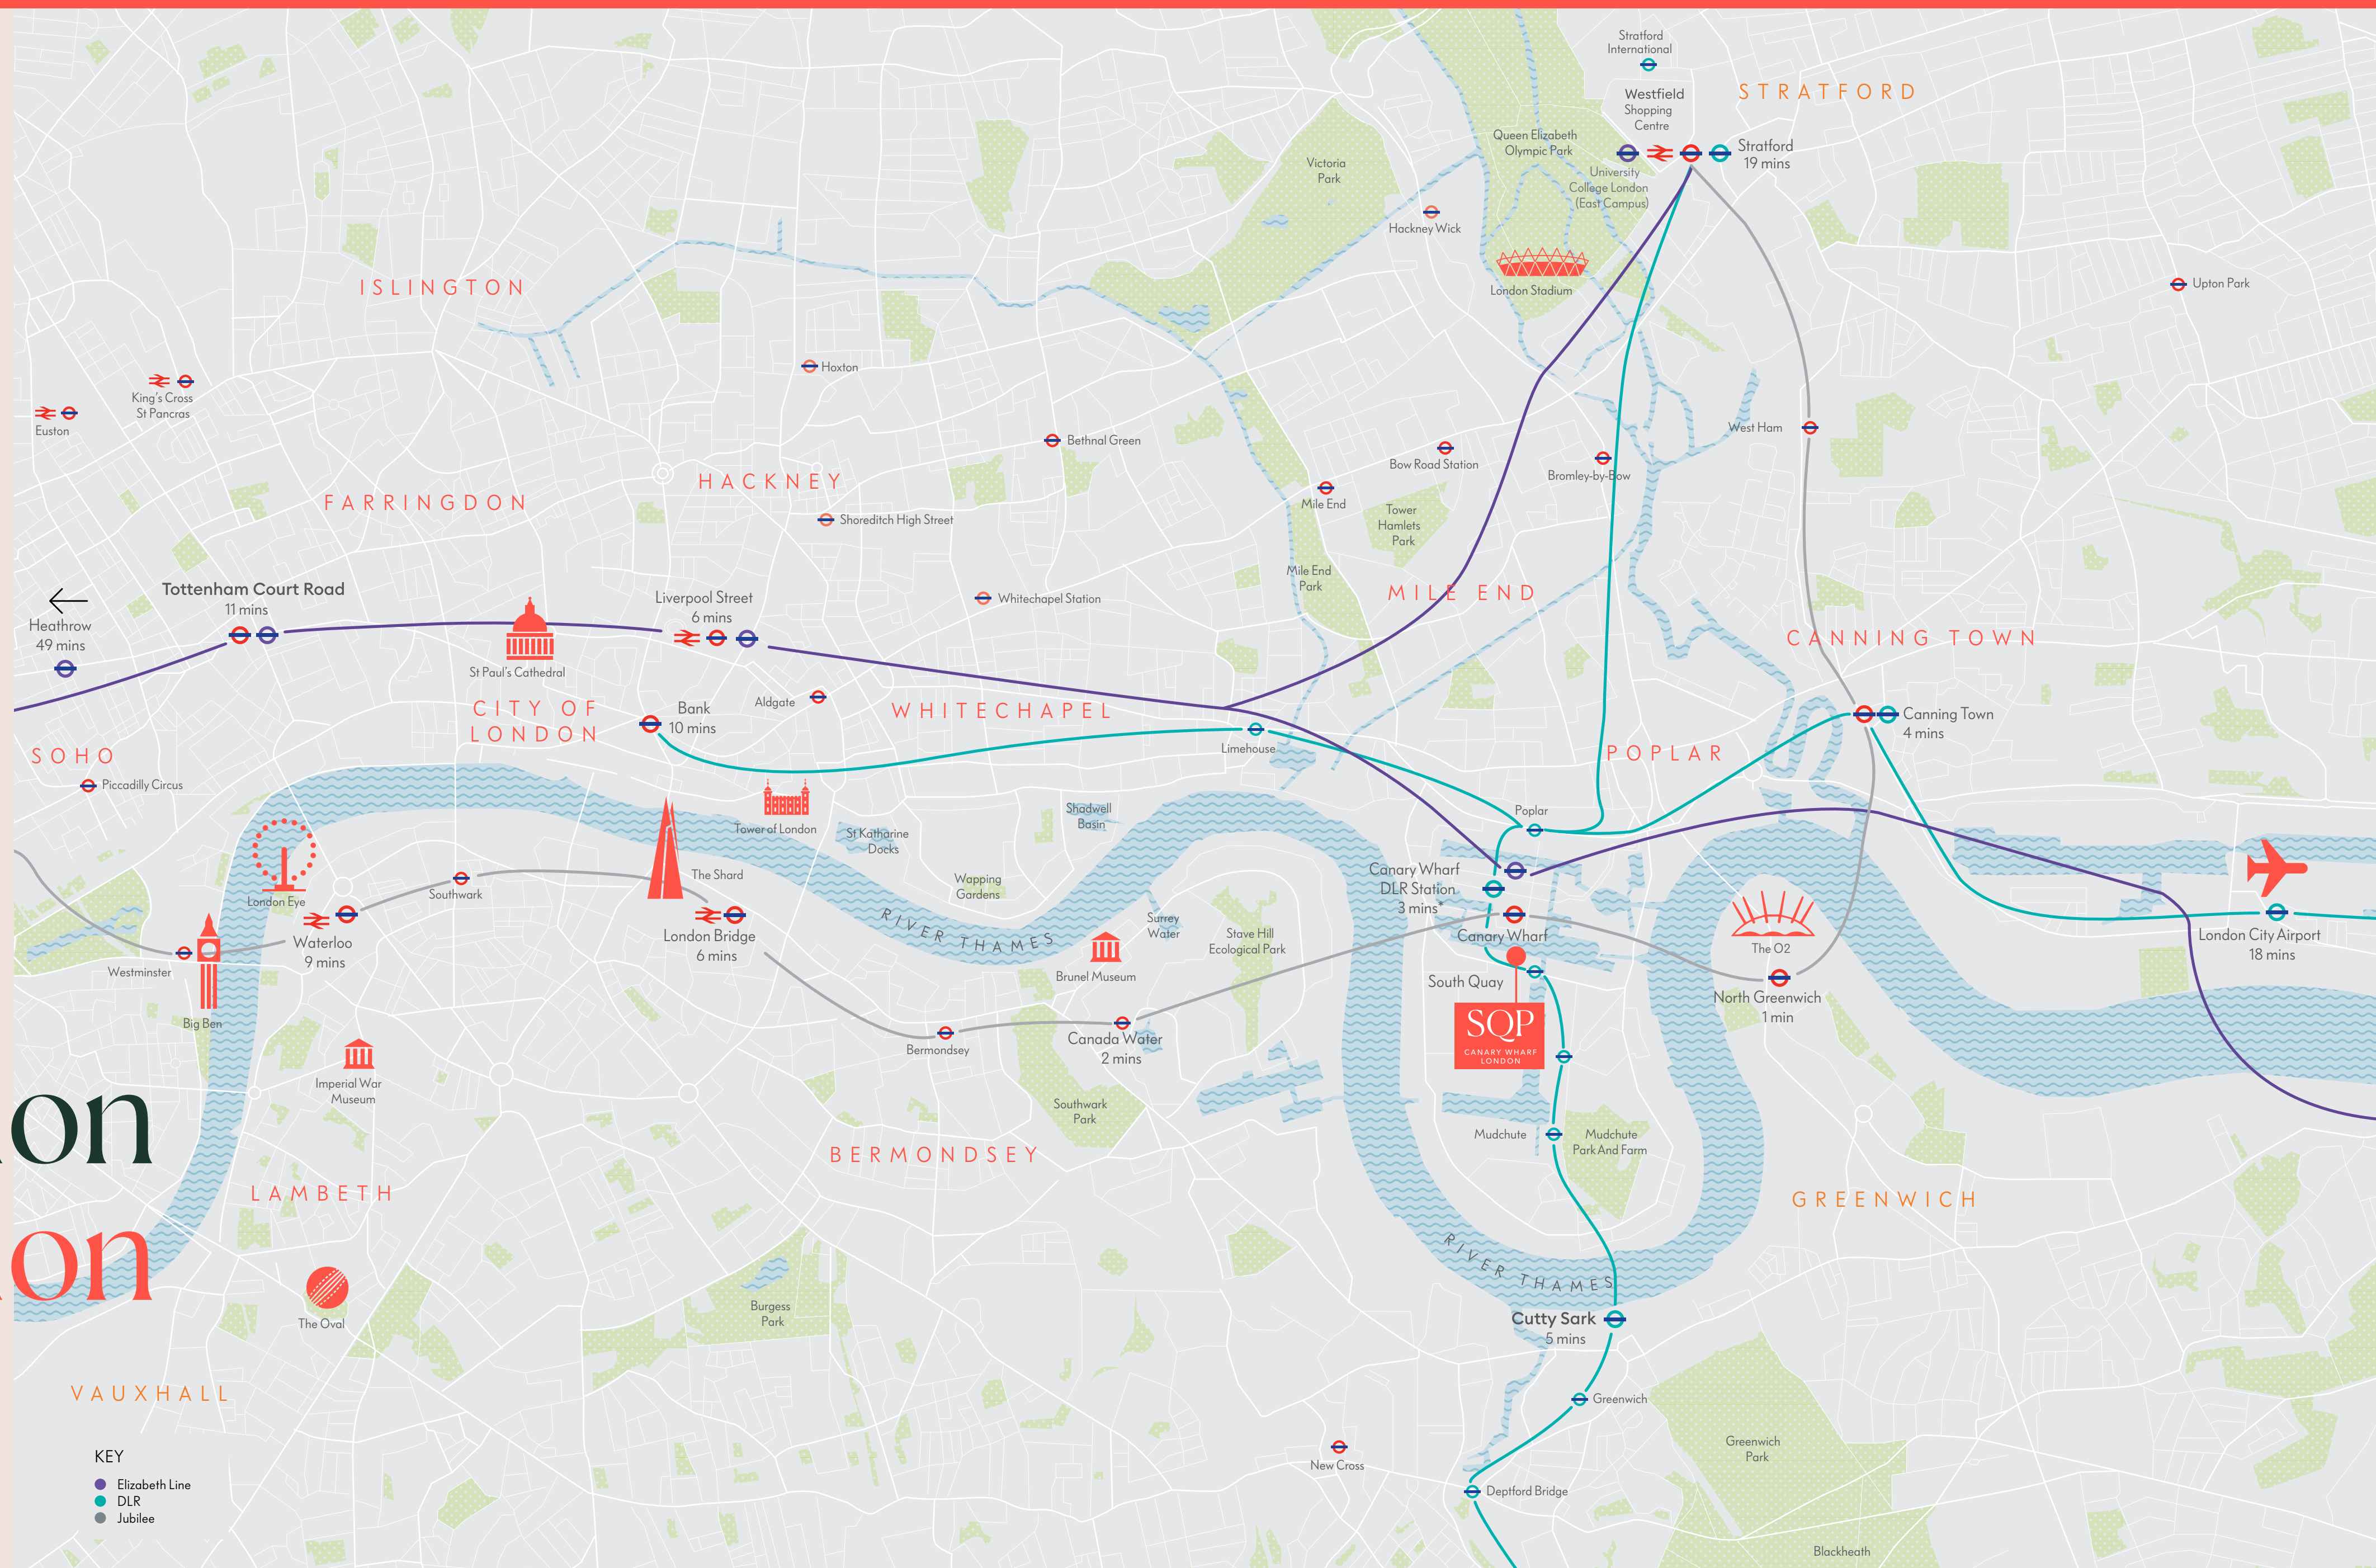 Stratford
International
STRATFORD
Westfield
Shopping
Centre
Queen Elizabeth
Olympic Park
Stratford
19 mins
University
College London
(East Campus)
Victoria
Park
Hackney Wick
London Stadium
Upton Park
ISLINGTON
Hoxton
King's Cross
St Pancras
Euston
Bethnal Green
West Ham
Bow Road Station
Bromley-by-Bow
HACKNEY
FARRINGDON
Mile End
Tower
Hamlets
Park
Shoreditch High Street
Mile End
Park
MILE END
Tottenham Court Road
11 mins
Heathrow
49 mins
Liverpool Street
6 mins
Whitechapel Station
CANNING TOWN
St Paul's Cathedral
CITY OF
LONDON
Bank
10 mins
Aldgate
WHITECHAPEL
Limehouse
Canning Town
4 mins
POPLAR
SOHO
Piccadilly Circus
Poplar
Shadwell
Basin
Tower of London
St Katharine
Docks
The Shard
Wapping
Gardens
Canary Wharf
DLR Station
3 mins*
London Eye
Southwark
RIVER THAMES
Surrey
Water
Stave Hill
Ecological Park
Canary Wharf
The O2
London City Airport
18 mins
Waterloo
9 mins
London Bridge
6 mins
Westminster
Brunel Museum
South Quay
North Greenwich
1 min
Big Ben
SQP
CANARY WHARF
LONDON
Bermondsey
Canada Water
2 mins
Imperial War
Museum
Southwark
Park
on
Mudchute
Mudchute
Park And Farm
BERMONDSEY
LAMBETH
GREENWICH
on
RIVER THAMES
The Oval
Burgess
Park
Cutty Sark
5 mins
VAUXHALL
Greenwich
Greenwich
Park
New Cross
Deptford Bridge
Blackheath
KEY
Elizabeth Line
DLR
Jubilee